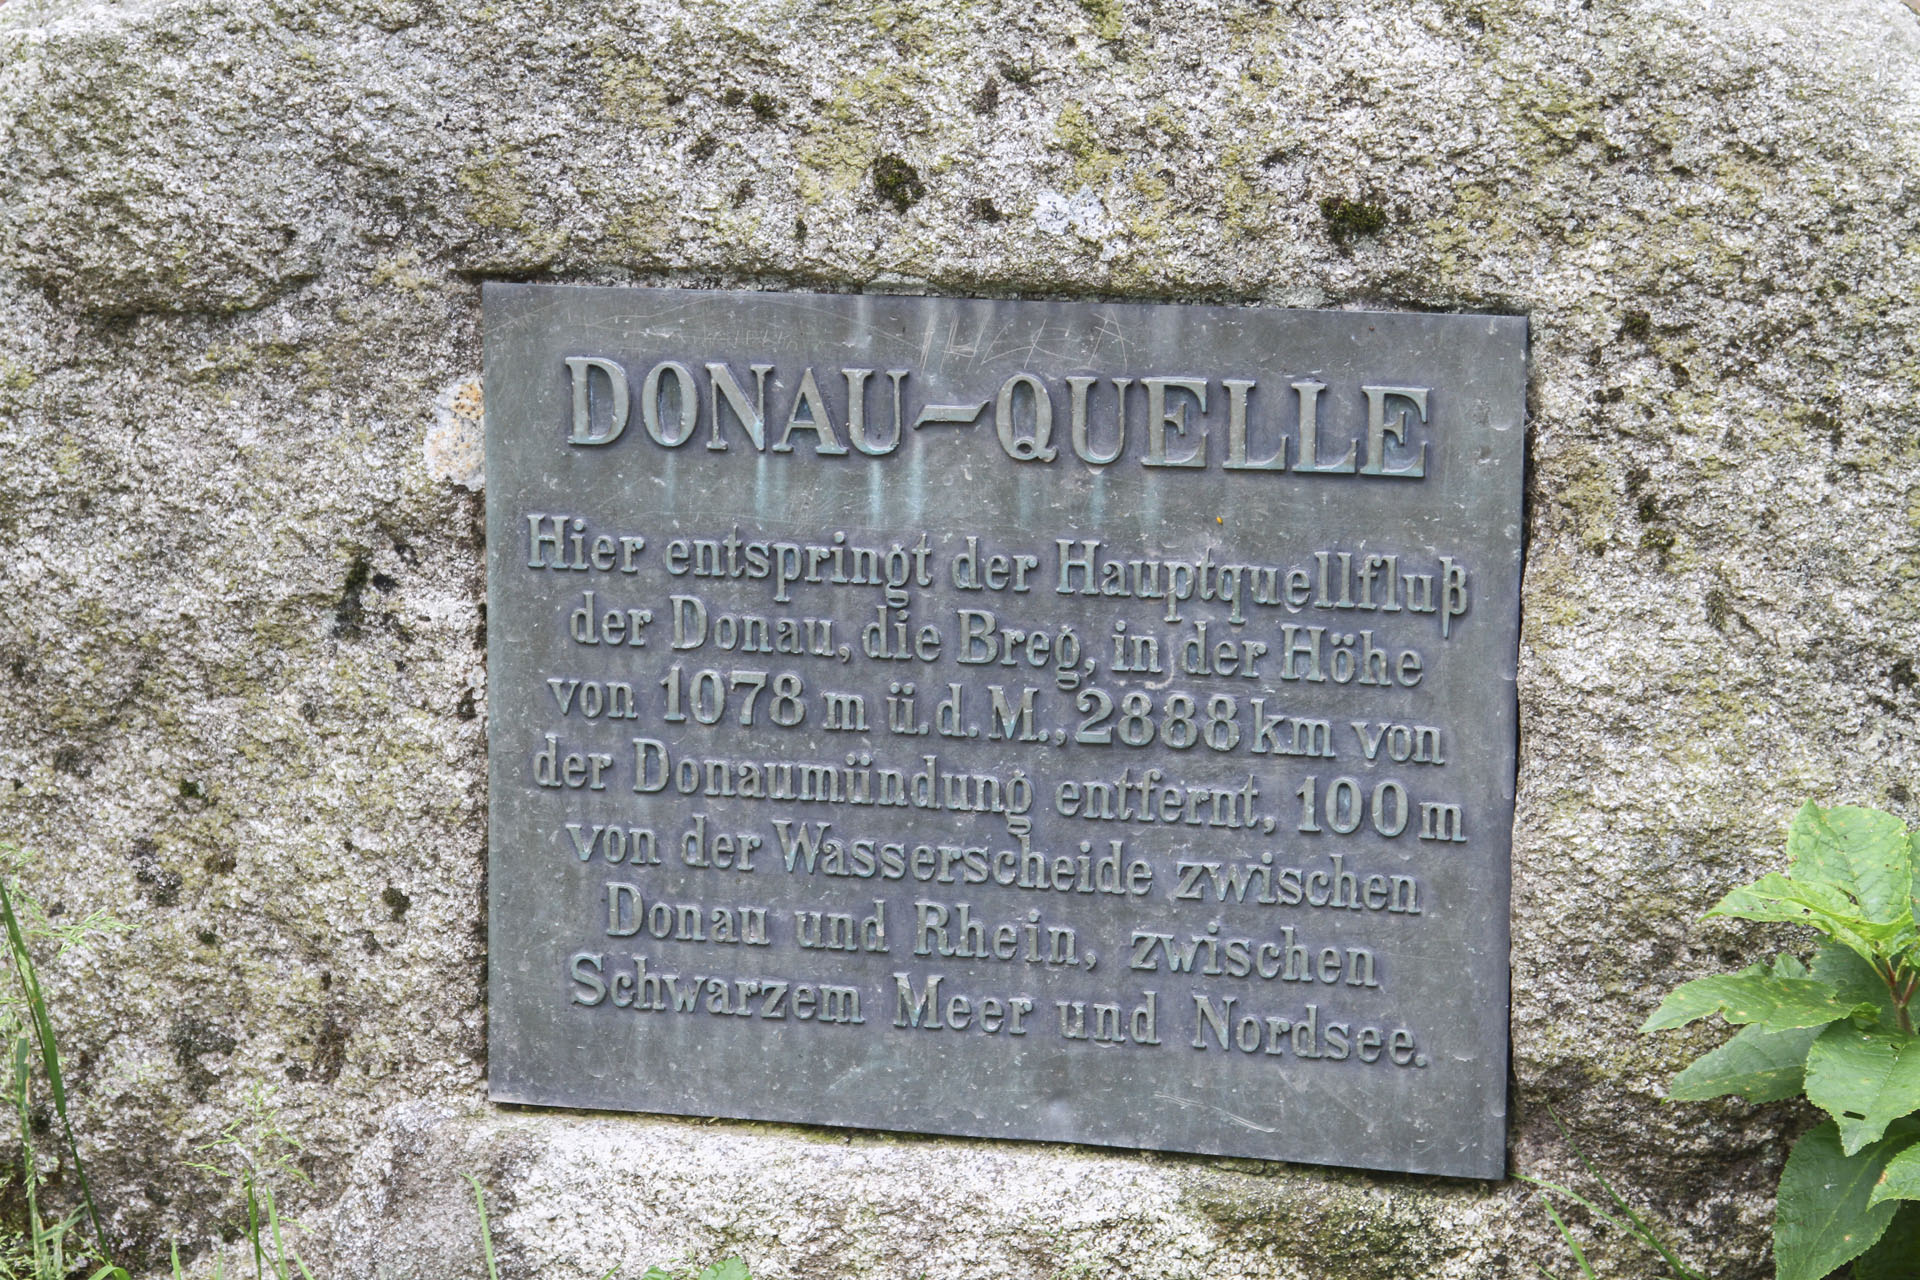 DONAU-QUELLE
Hier entspringt der Hauptquellfluß
der Donau, die Breg, in der Höhe
von 1078 m ü.d.M., 2888 km von
der Donaumündung entfernt, 100 m
von der Wasserscheide zwischen
Donau und Rhein, zwischen
Schwarzem Meer und Nordsee.